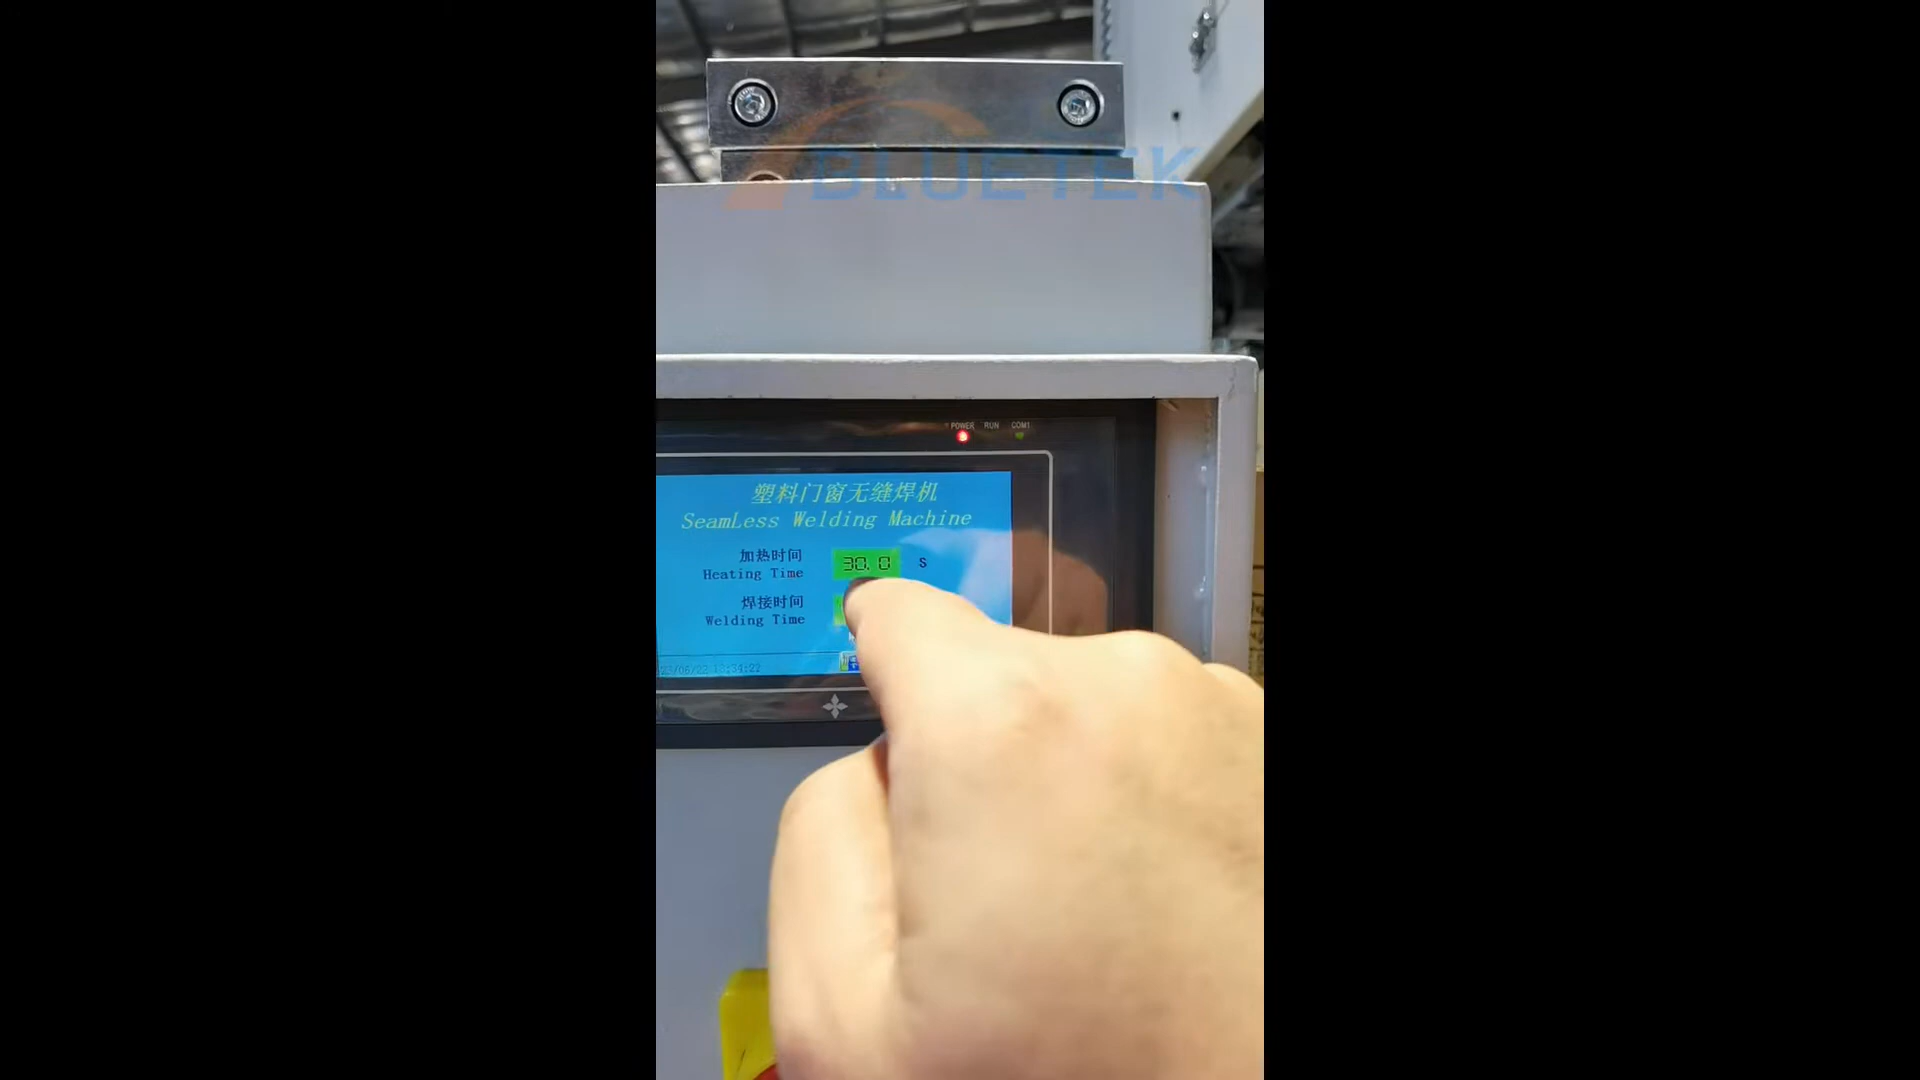 BLUETEK
POWER RUN COM1
塑料门窗无缝焊机
SeamLess Welding Machine
加热时间
30.0 S
Heating Time
焊接时间
Welding Time